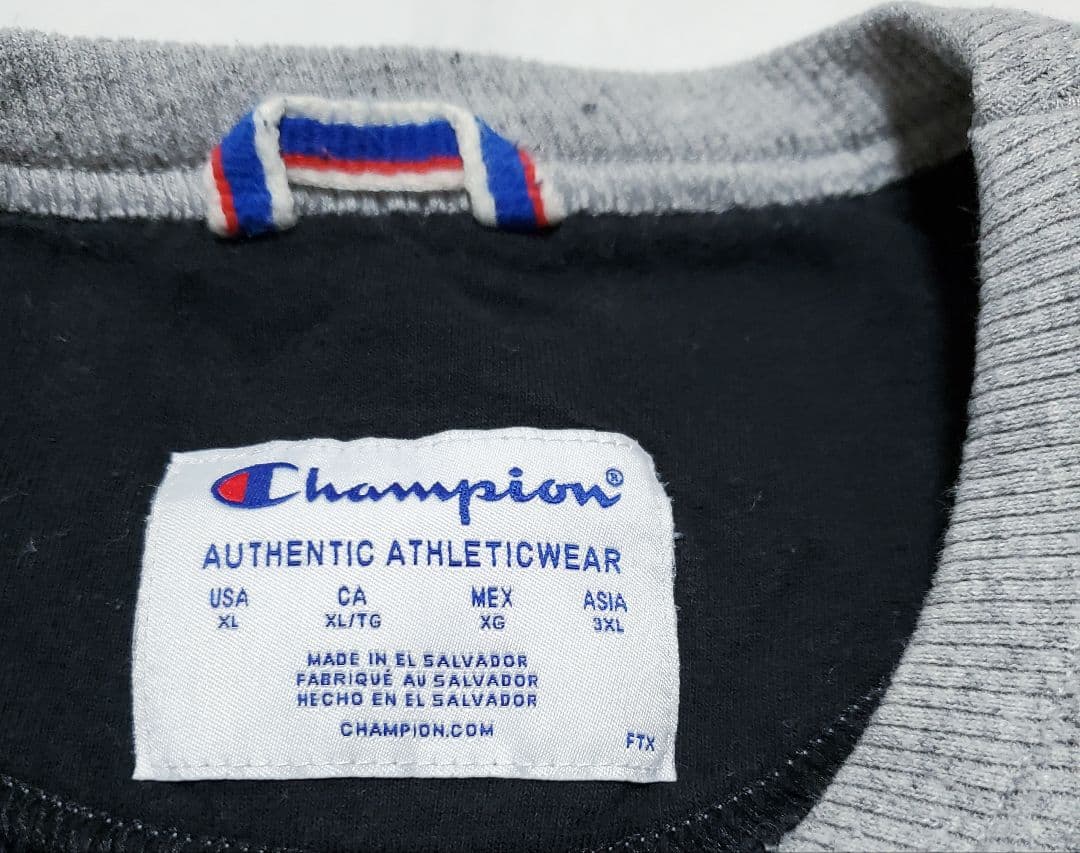 Champion®
AUTHENTIC ATHLETICWEAR
USA CA MEX ASIA
XL XL/TG XG 3XL
MADE IN EL SALVADOR
FABRIQUÉ AU SALVADOR
HECHO EN EL SALVADOR
CHAMPION.COM
FTX